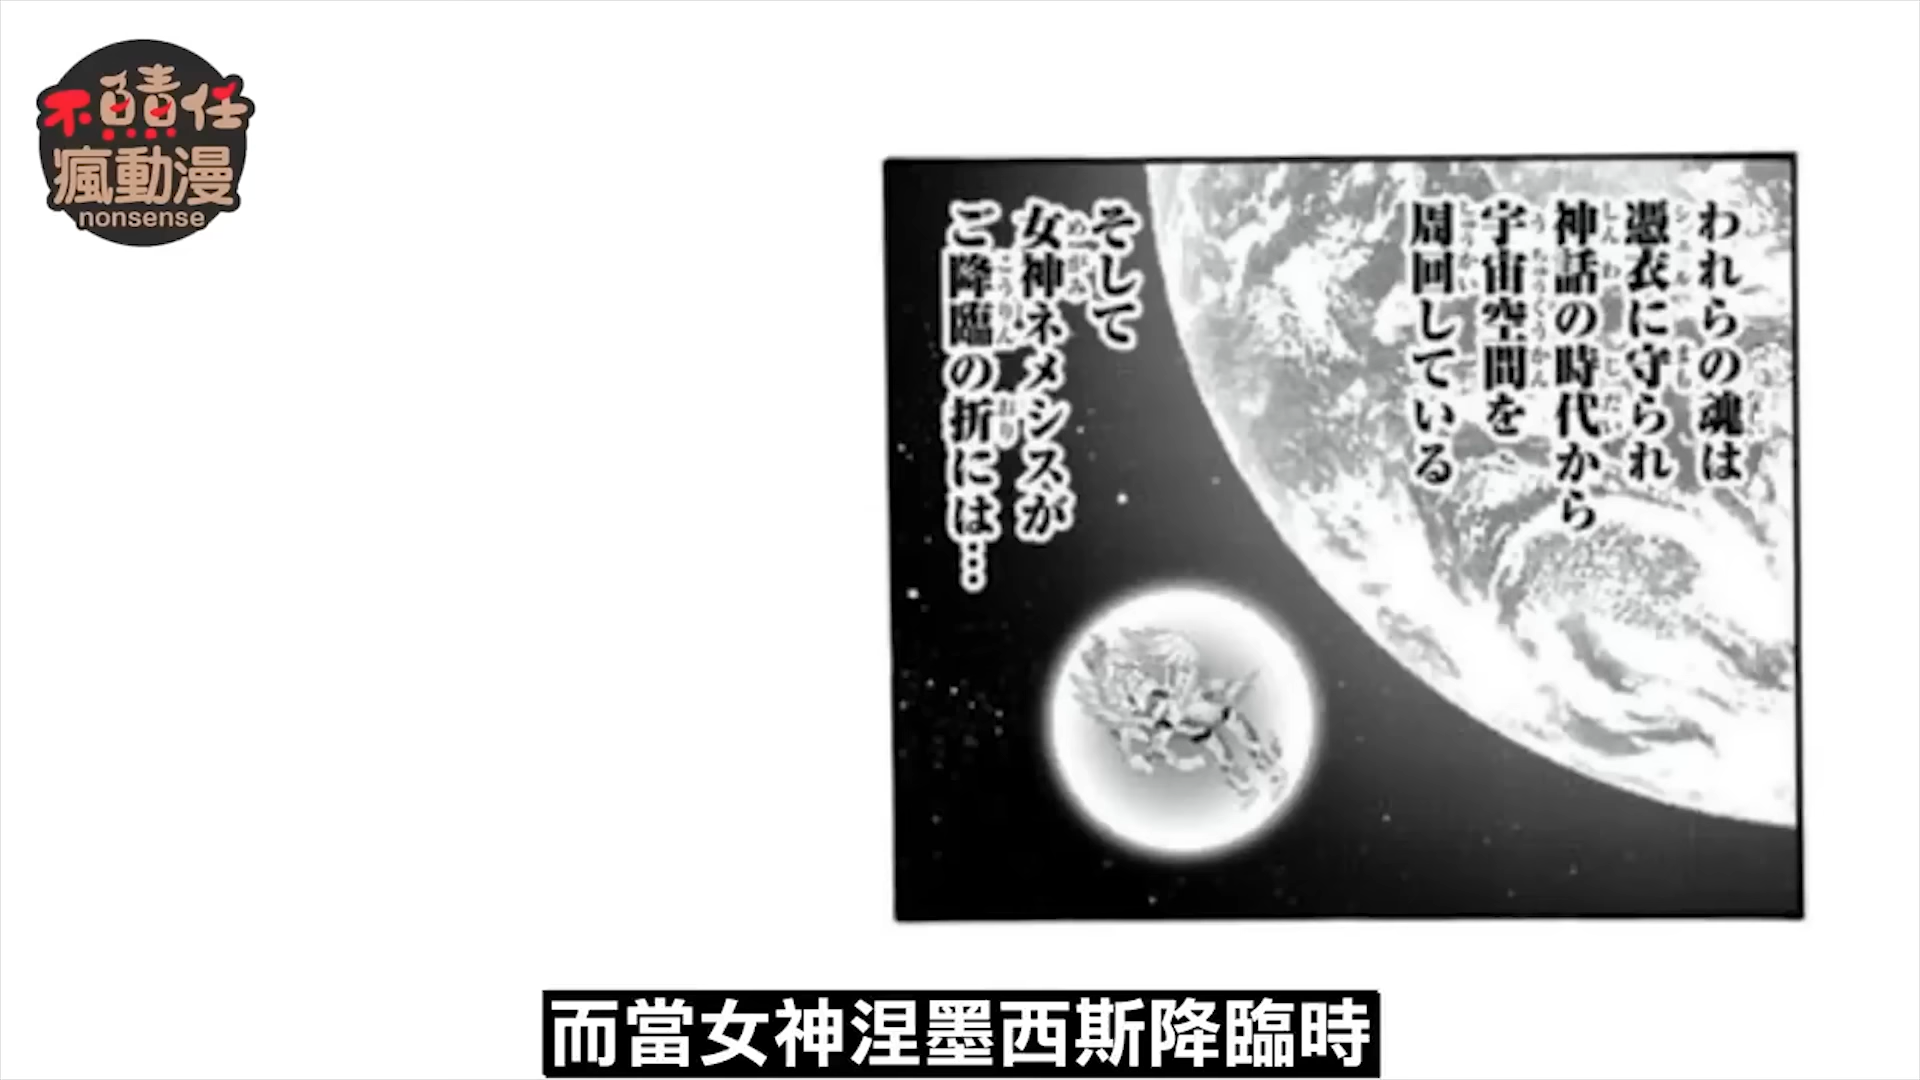 不負責任
瘋動漫
nonsense
われらの魂は
憑衣に守られ
神話の時代から
宇宙空間を
周回している
そして
女神ネメシスが
ご降臨の折には…
而當女神涅墨西斯降臨時